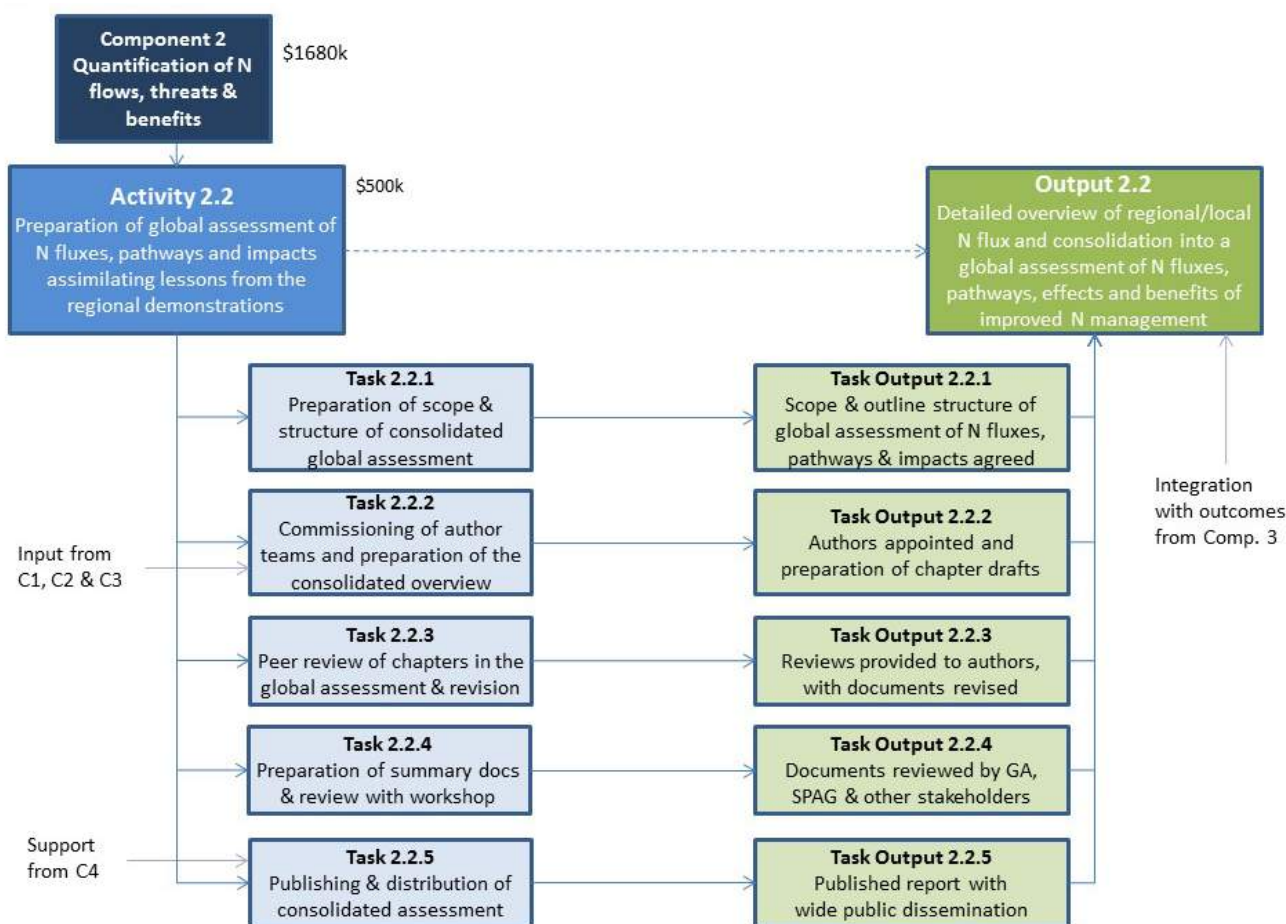 Component 2
Quantification of N
flows, threats &
benefits
$1680k
Activity 2.2
Preparation of global assessment of
N fluxes, pathways and impacts
assimilating lessons from the
regional demonstrations
$500k
Output 2.2
Detailed overview of regional/local
N flux and consolidation into a
global assessment of N fluxes,
pathways, effects and benefits of
improved N management
Task 2.2.1
Preparation of scope &
structure of consolidated
global assessment
Task Output 2.2.1
Scope & outline structure of
global assessment of N fluxes,
pathways & impacts agreed
Integration
with outcomes
from Comp. 3
Input from
C1, C2 & C3
Task 2.2.2
Commissioning of author
teams and preparation of the
consolidated overview
Task Output 2.2.2
Authors appointed and
preparation of chapter drafts
Task 2.2.3
Peer review of chapters in the
global assessment & revision
Task Output 2.2.3
Reviews provided to authors,
with documents revised
Task 2.2.4
Preparation of summary docs
& review with workshop
Task Output 2.2.4
Documents reviewed by GA,
SPAG & other stakeholders
Support
from C4
Task 2.2.5
Publishing & distribution of
consolidated assessment
Task Output 2.2.5
Published report with
wide public dissemination